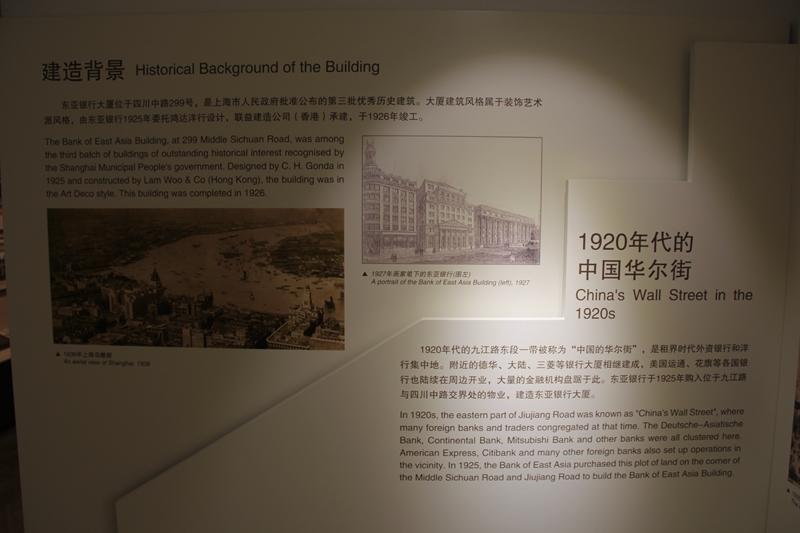 建造背景 Historical Background of the Building
东亚银行大厦位于四川中路299号，是上海市人民政府批准公布的第三批优秀历史建筑。大厦建筑风格属于装饰艺术
派风格，由东亚银行1925年委托鸿达洋行设计，联益建造公司（香港）承建，于1926年竣工。
The Bank of East Asia Building, at 299 Middle Sichuan Road, was among
the third batch of buildings of outstanding historical interest recognised by
the Shanghai Municipal People's government. Designed by C. H. Gonda in
1925 and constructed by Lam Woo & Co (Hong Kong), the building was in
the Art Deco style. This building was completed in 1926.
▲ 1927年画家笔下的东亚银行(图左)
A portrait of the Bank of East Asia Building (left), 1927
An aerial view of Shanghai,
1920年代的
中国华尔街
China's Wall Street in the
1920s
1920年代的九江路东段一带被称为“中国的华尔街”，是租界时代外资银行和洋
行集中地。附近的德华、大陆、三菱等银行大厦相继建成，美国运通、花旗等各国银
行也陆续在周边开业，大量的金融机构盘踞于此。东亚银行于1925年购入位于九江路
与四川中路交界处的物业，建造东亚银行大厦。
In 1920s, the eastern part of Jiujiang Road was known as "China's Wall Street", where
many foreign banks and traders congregated at that time. The Deutsche-Asiatische
Bank, Continental Bank, Mitsubishi Bank and other banks were all clustered here.
American Express, Citibank and many other foreign banks also set up operations in
the vicinity. In 1925, the Bank of East Asia purchased this plot of land on the corner of
the Middle Sichuan Road and Jiujiang Road to build the Bank of East Asia Building.